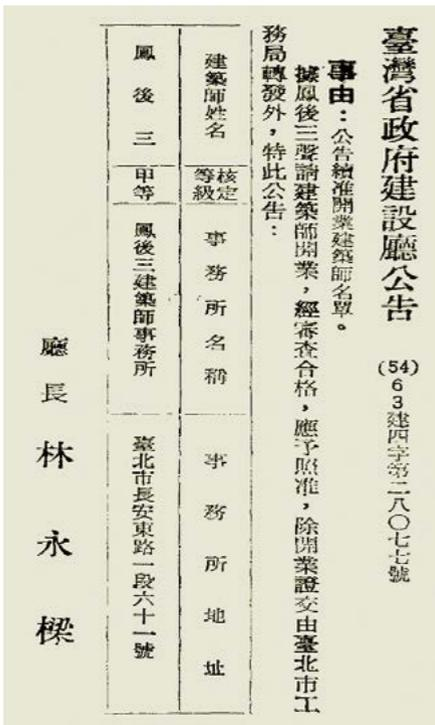 臺灣省政府建設廳公告
(54)63建四字第二八〇七七號
事由：公告續准開業建築師名單。
據鳳後三聲請建築師開業，經審查合格，應予照准，除開業證交由臺北市工
務局轉發外，特此公告：
建築師姓名 核定等級 事務所名稱 事務所地址
鳳後三 甲等 鳳後三建築師事務所 臺北市長安東路一段六十一號
廳長 林永樑